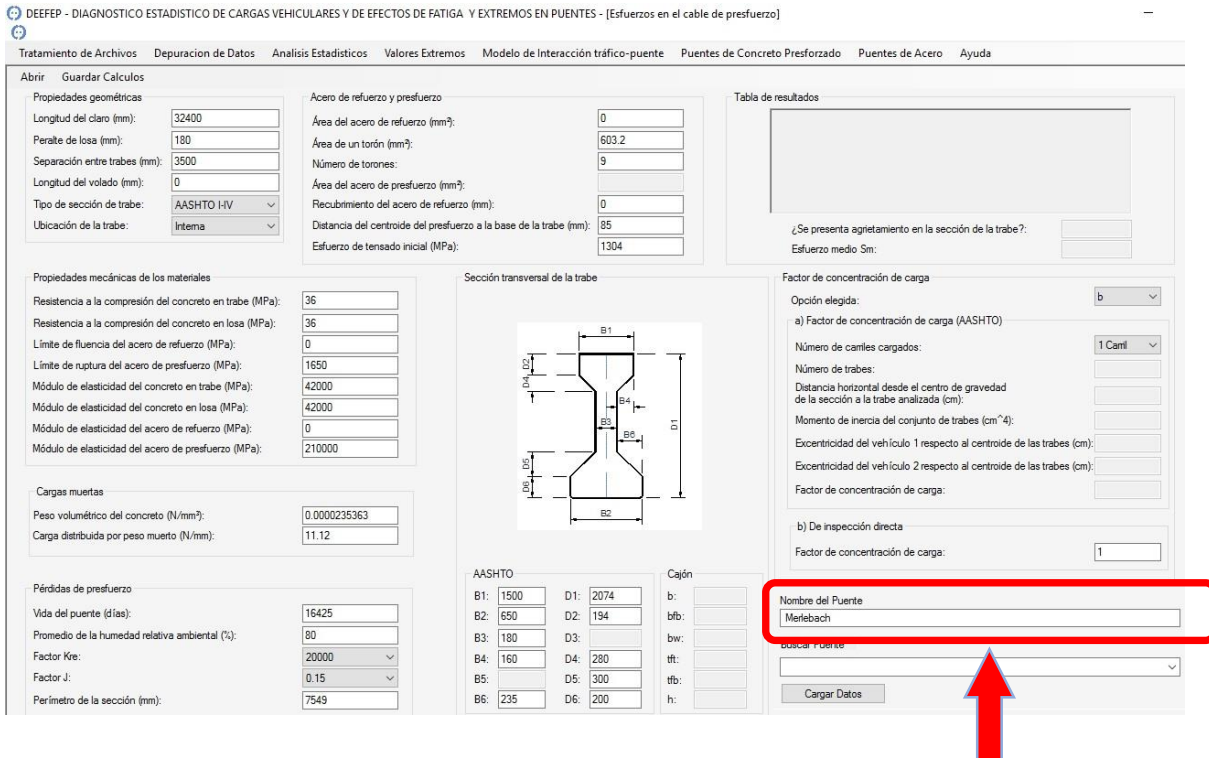 DEEFEP - DIAGNOSTICO ESTADISTICO DE CARGAS VEHICULARES Y DE EFECTOS DE FATIGA Y EXTREMOS EN PUENTES - [Esfuerzos en el cable de presfuerzo]
Tratamiento de Archivos Depuracion de Datos Analisis Estadisticos Valores Extremos Modelo de Interacción tráfico-puente Puentes de Concreto Presforzado Puentes de Acero Ayuda
Abrir Guardar Calculos
Propiedades geométricas
Longitud del claro (mm): 32400
Peralte de losa (mm): 180
Separación entre trabes (mm): 3500
Longitud del volado (mm): 0
Tipo de sección de trabe: AASHTO I-IV
Ubicación de la trabe: Interna
Acero de refuerzo y presfuerzo
Área del acero de refuerzo (mm²): 0
Área de un torón (mm²): 603.2
Número de torones: 9
Área del acero de presfuerzo (mm²):
Recubrimiento del acero de refuerzo (mm): 0
Distancia del centroide del presfuerzo a la base de la trabe (mm): 85
Esfuerzo de tensado inicial (MPa): 1304
Tabla de resultados
¿Se presenta agrietamiento en la sección de la trabe?:
Esfuerzo medio Sm:
Propiedades mecánicas de los materiales
Resistencia a la compresión del concreto en trabe (MPa): 36
Resistencia a la compresión del concreto en losa (MPa): 36
Límite de fluencia del acero de refuerzo (MPa): 0
Límite de ruptura del acero de presfuerzo (MPa): 1650
Módulo de elasticidad del concreto en trabe (MPa): 42000
Módulo de elasticidad del concreto en losa (MPa): 42000
Módulo de elasticidad del acero de refuerzo (MPa): 0
Módulo de elasticidad del acero de presfuerzo (MPa): 210000
Cargas muertas
Peso volumétrico del concreto (N/mm³): 0.0000235363
Carga distribuida por peso muerto (N/mm): 11.12
Pérdidas de presfuerzo
Vida del puente (días): 16425
Promedio de la humedad relativa ambiental (%): 80
Factor Kre: 20000
Factor J: 0.15
Perímetro de la sección (mm): 7549
Sección transversal de la trabe
B1
D2
D4
B4
B3
D1
B6
D5
D6
B2
AASHTO
B1: 1500 D1: 2074
B2: 650 D2: 194
B3: 180 D3:
B4: 160 D4: 280
B5: D5: 300
B6: 235 D6: 200
Cajón
b:
bfb:
bw:
tft:
tfb:
h:
Factor de concentración de carga
Opción elegida: b
a) Factor de concentración de carga (AASHTO)
Número de carriles cargados: 1 Carril
Número de trabes:
Distancia horizontal desde el centro de gravedad
de la sección a la trabe analizada (cm):
Momento de inercia del conjunto de trabes (cm^4):
Excentricidad del vehículo 1 respecto al centroide de las trabes (cm):
Excentricidad del vehículo 2 respecto al centroide de las trabes (cm):
Factor de concentración de carga:
b) De inspección directa
Factor de concentración de carga: 1
Nombre del Puente
Merlebach
Buscar Puente
Cargar Datos